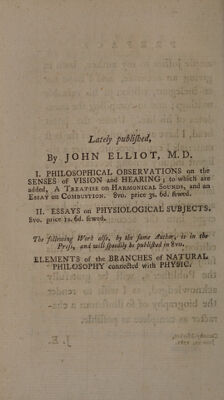 Lately published,
By JOHN ELLIOT, M.D.
I. PHILOSOPHICAL OBSERVATIONS on the
SENSES of VISION and HEARING; to which are
added, A TREATISE on HARMONICAL SOUNDS, and an
ESSAY on COMBUSTION. 8vo. price 3s. 6d. sewed.
II. ESSAYS on PHYSIOLOGICAL SUBJECTS.
8vo. price 1s. 6d. sewed.
The following Work also, by the same Author, is in the
Press, and will speedily be published in 8vo.
ELEMENTS of the BRANCHES of NATURAL
PHILOSOPHY connected with PHYSIC.